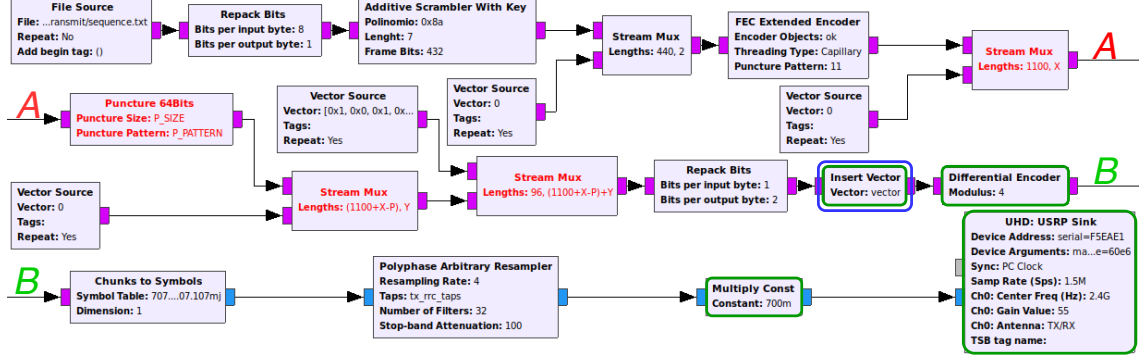 File Source
File: ...ransmit/sequence.txt
Repeat: No
Add begin tag: ()
Repack Bits
Bits per input byte: 8
Bits per output byte: 1
Additive Scrambler With Key
Polinomio: 0x8a
Lenght: 7
Frame Bits: 432
Stream Mux
Lengths: 440, 2
FEC Extended Encoder
Encoder Objects: ok
Threading Type: Capillary
Puncture Pattern: 11
Stream Mux
Lengths: 1100, X
A
Vector Source
Vector: 0
Tags:
Repeat: Yes
Vector Source
Vector: 0
Tags:
Repeat: Yes
A
Puncture 64Bits
Puncture Size: P_SIZE
Puncture Pattern: P_PATTERN
Vector Source
Vector: [0x1, 0x0, 0x1, 0x...
Tags:
Repeat: Yes
Vector Source
Vector: 0
Tags:
Repeat: Yes
Stream Mux
Lengths: (1100+X-P), Y
Stream Mux
Lengths: 96, (1100+X-P)+Y
Repack Bits
Bits per input byte: 1
Bits per output byte: 2
Insert Vector
Vector: vector
Differential Encoder
Modulus: 4
B
B
Chunks to Symbols
Symbol Table: 707....07.107mj
Dimension: 1
Polyphase Arbitrary Resampler
Resampling Rate: 4
Taps: tx_rrc_taps
Number of Filters: 32
Stop-band Attenuation: 100
Multiply Const
Constant: 700m
UHD: USRP Sink
Device Address: serial=F5EAE1
Device Arguments: ma...e=60e6
Sync: PC Clock
Samp Rate (Sps): 1.5M
Ch0: Center Freq (Hz): 2.4G
Ch0: Gain Value: 55
Ch0: Antenna: TX/RX
TSB tag name: